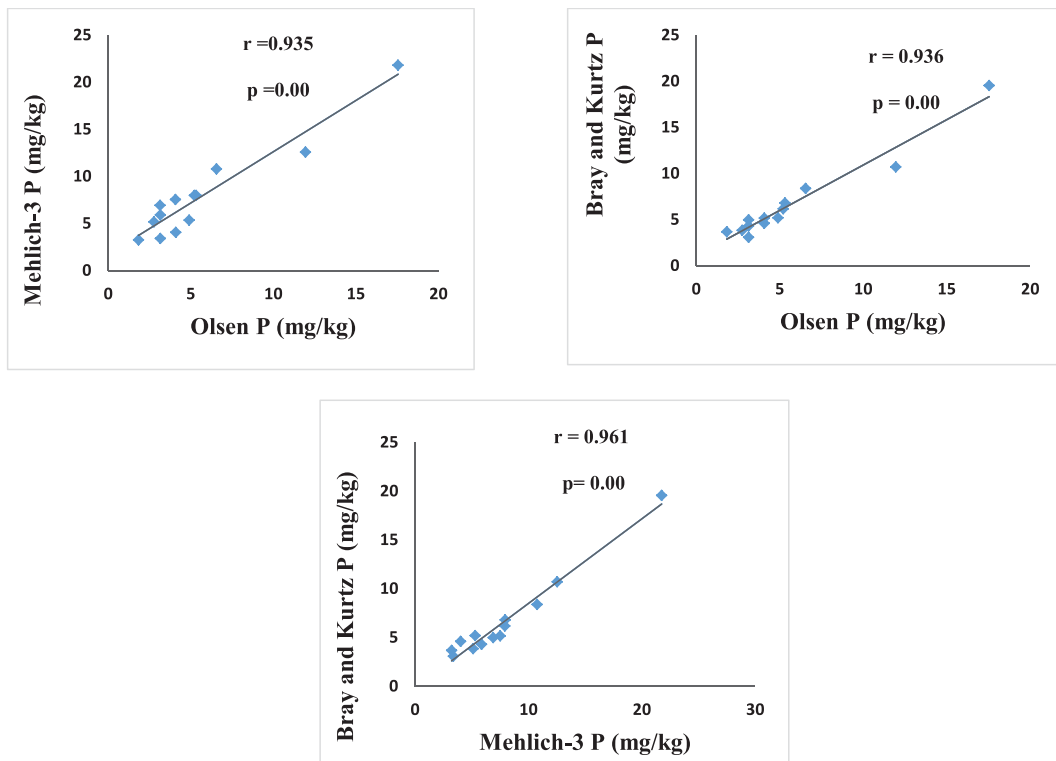 25
20
15
10
5
0
Mehlich-3 P (mg/kg)
r =0.935
p =0.00
0 5 10 15 20
Olsen P (mg/kg)
25
20
15
10
5
0
Bray and Kurtz P
(mg/kg)
r = 0.936
p = 0.00
0 5 10 15 20
Olsen P (mg/kg)
25
20
15
10
5
0
Bray and Kurtz P (mg/kg)
r = 0.961
p= 0.00
0 10 20 30
Mehlich-3 P (mg/kg)